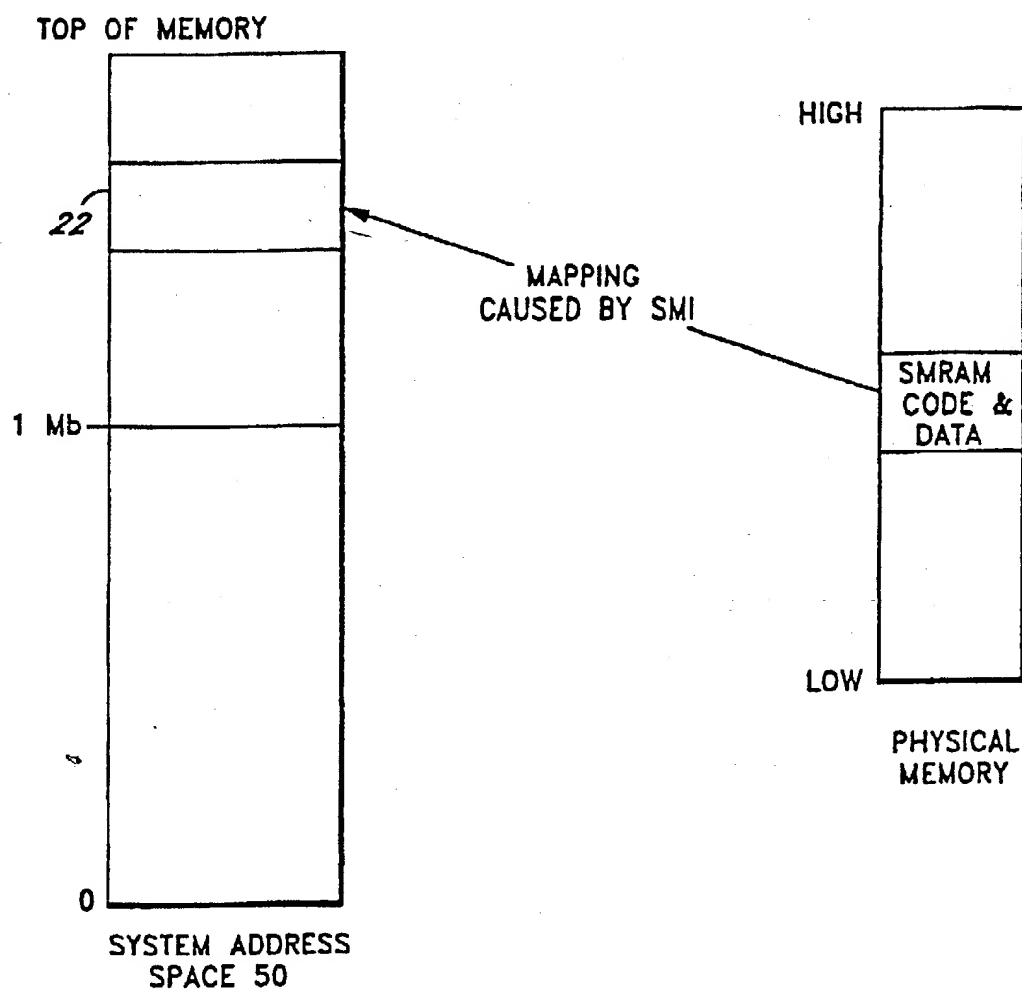 TOP OF MEMORY
22
1 Mb
0
SYSTEM ADDRESS
SPACE 50
MAPPING
CAUSED BY SMI
HIGH
SMRAM
CODE &
DATA
LOW
PHYSICAL
MEMORY